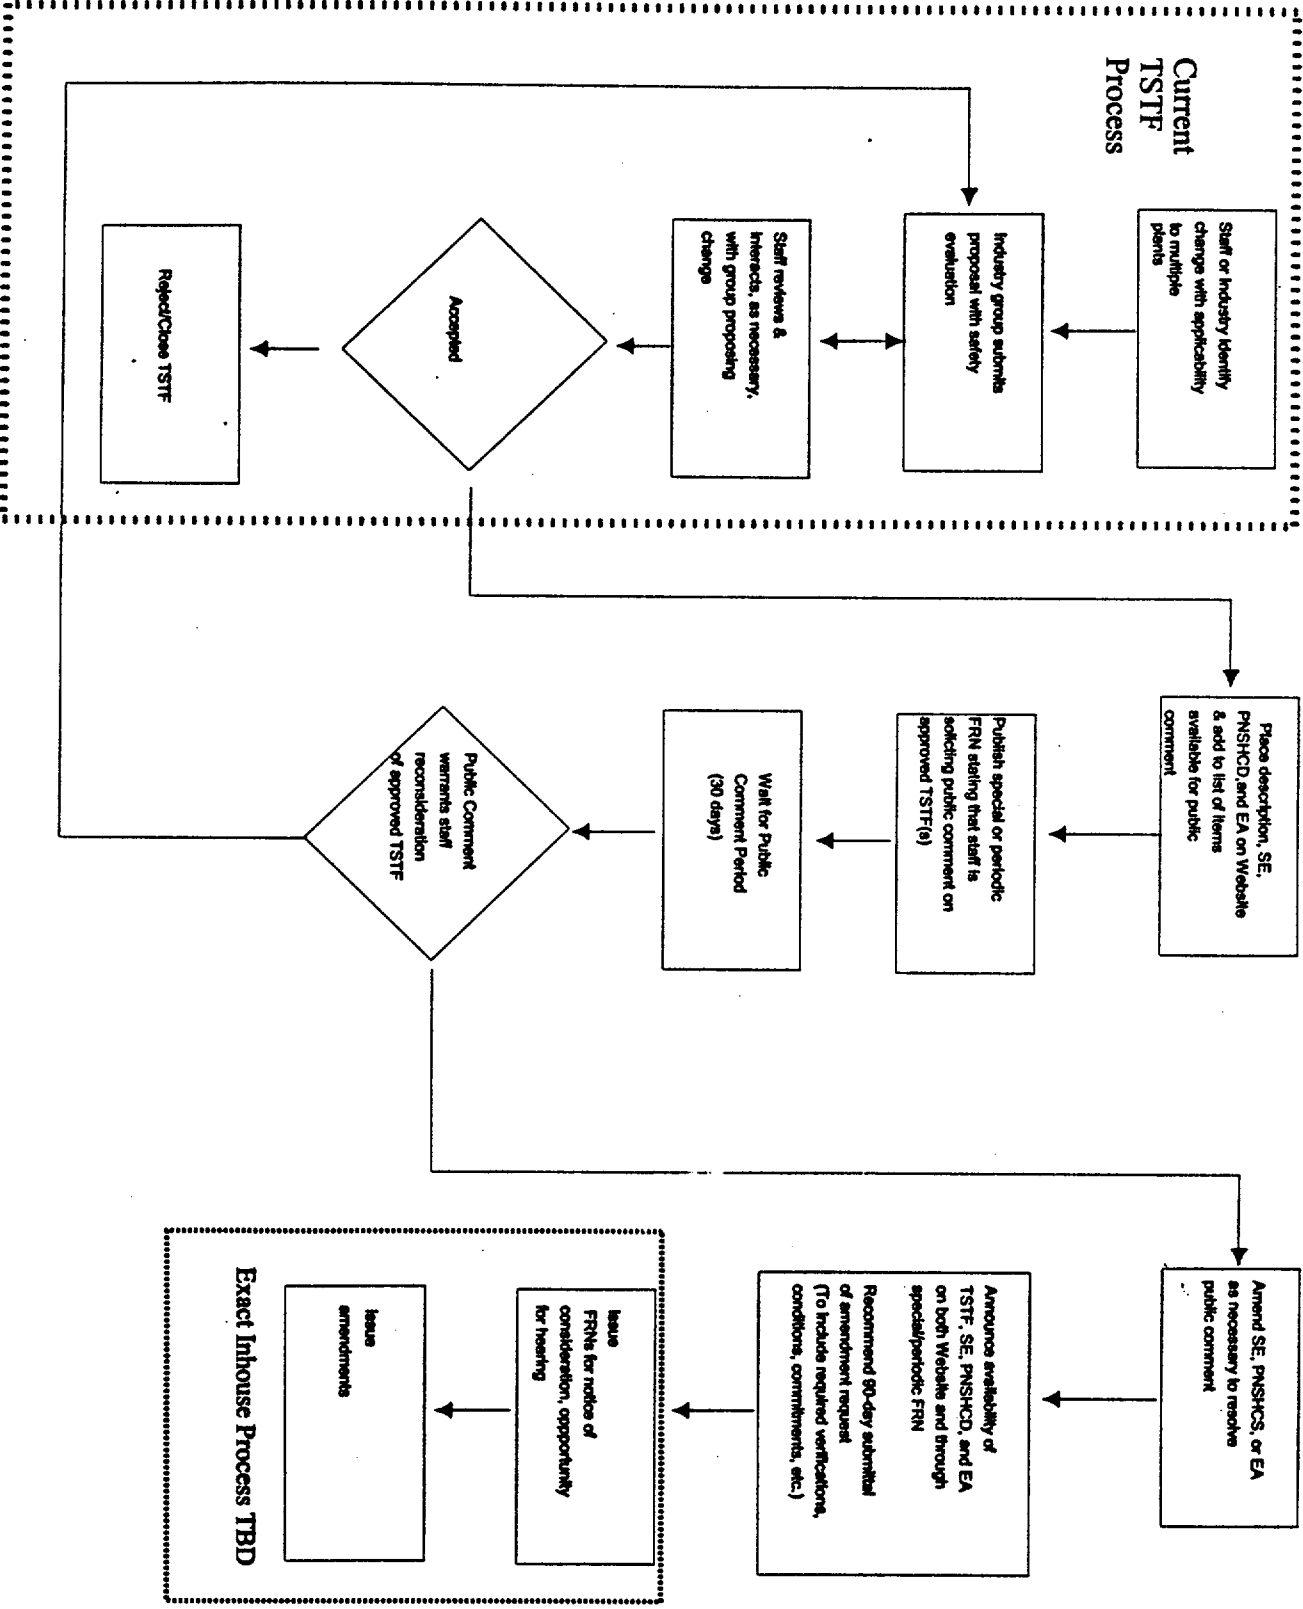 Current
TSTF
Process
Staff or Industry identify
change with applicability
to multiple
plants
Industry group submits
proposal with safety
evaluation
Staff reviews &
interacts, as necessary,
with group proposing
change
Accepted
Reject/Close TSTF
Place description, SE,
PNSHCD,and EA on Website
& add to list of items
available for public
comment
Publish special or periodic
FRN stating that staff is
soliciting public comment on
approved TSTF(s)
Wait for Public
Comment Period
(30 days)
Public Comment
warrants staff
reconsideration
of approved TSTF
Amend SE, PNSHCS, or EA
as necessary to resolve
public comment
Announce availability of
TSTF, SE, PNSHCD, and EA
on both Website and through
special/periodic FRN
Recommend 90-day submittal
of amendment request
(To include required verifications,
conditions, commitments, etc.)
Issue
FRNs for notice of
consideration, opportunity
for hearing
Issue
amendments
Exact Inhouse Process TBD